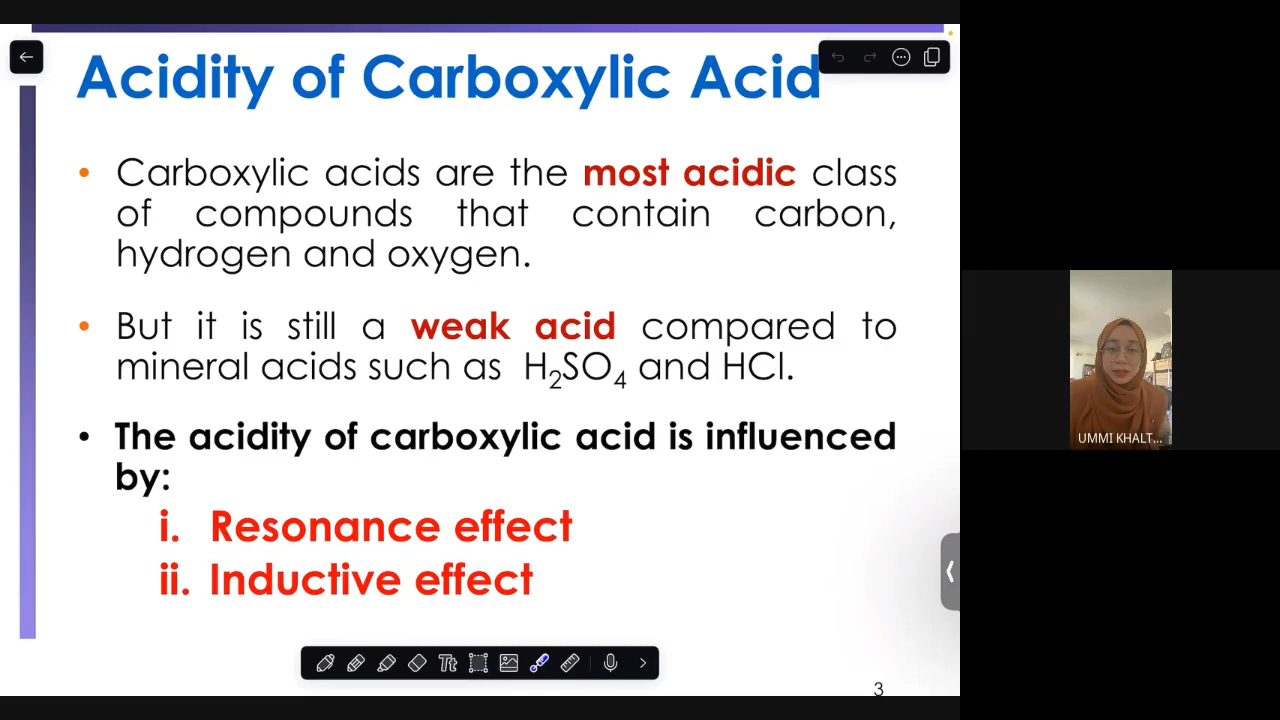 Acidity of Carboxylic Acid
• Carboxylic acids are the most acidic class
of compounds that contain carbon,
hydrogen and oxygen.
• But it is still a weak acid compared to
mineral acids such as H₂SO₄ and HCl.
• The acidity of carboxylic acid is influenced
by:
i. Resonance effect
ii. Inductive effect
Tt
3
UMMI KHALT...